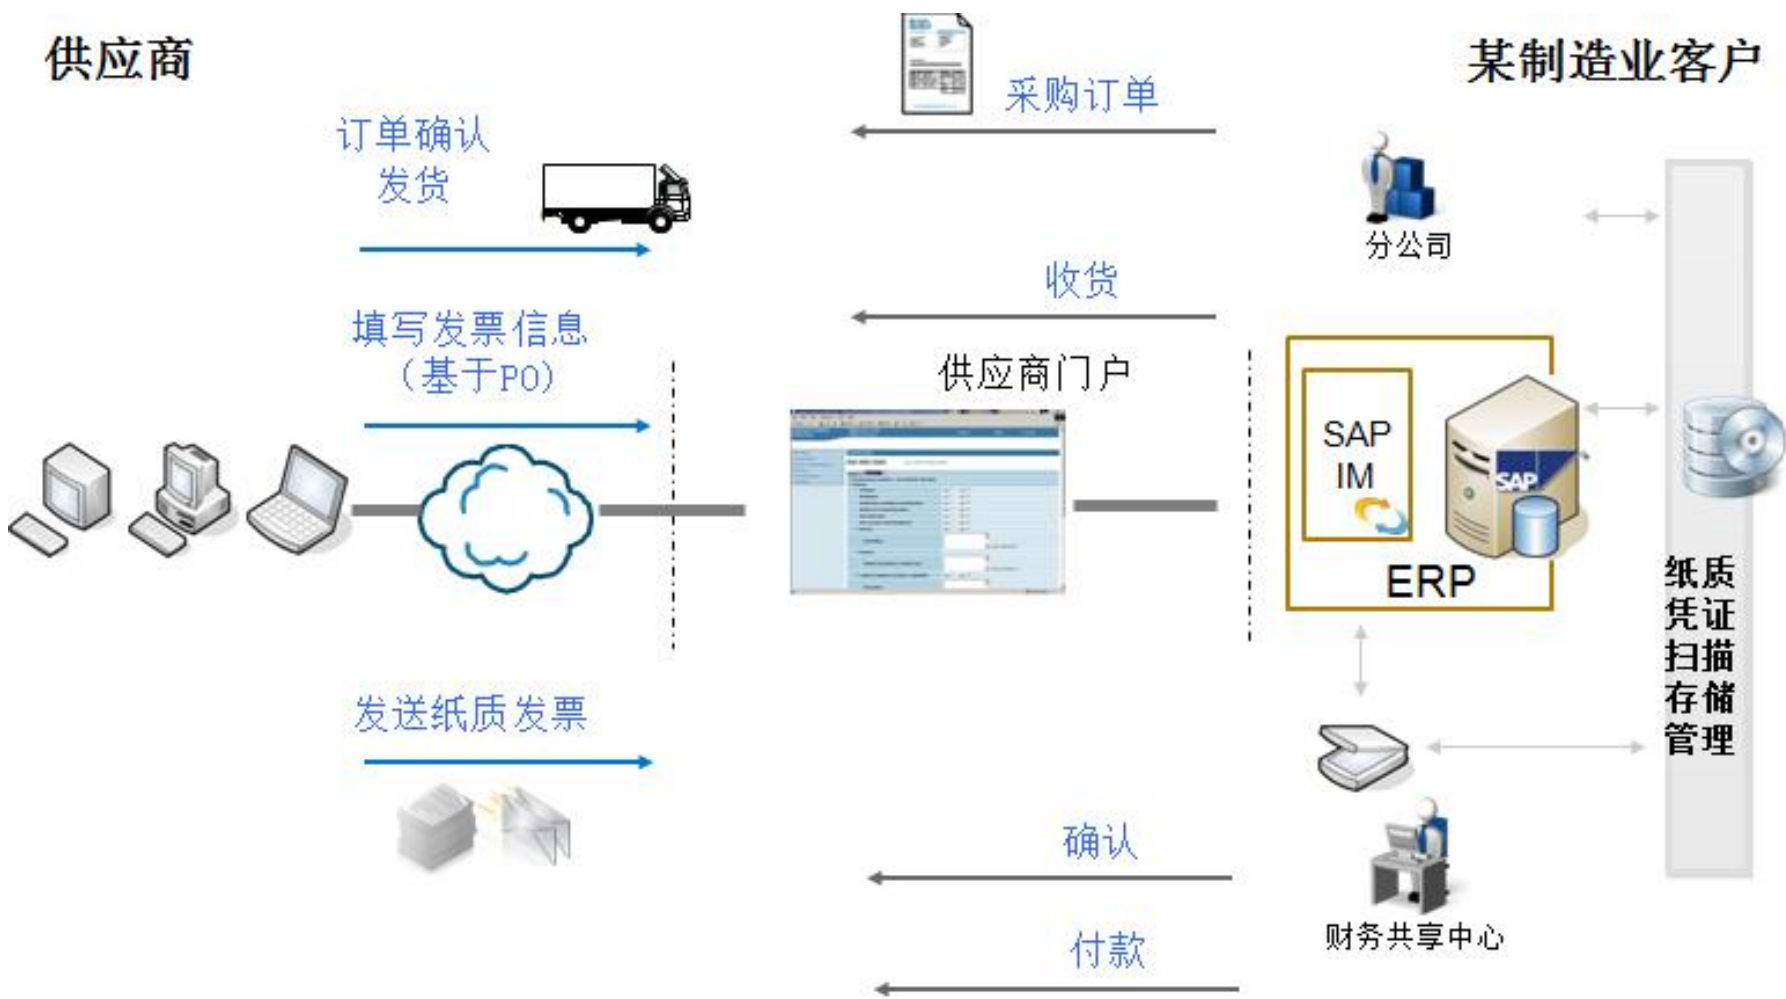 供应商
某制造业客户
采购订单
订单确认
发货
分公司
收货
填写发票信息
（基于PO）
供应商门户
SAP
IM
SAP
ERP
纸质
凭证
扫描
存储
管理
发送纸质发票
确认
财务共享中心
付款